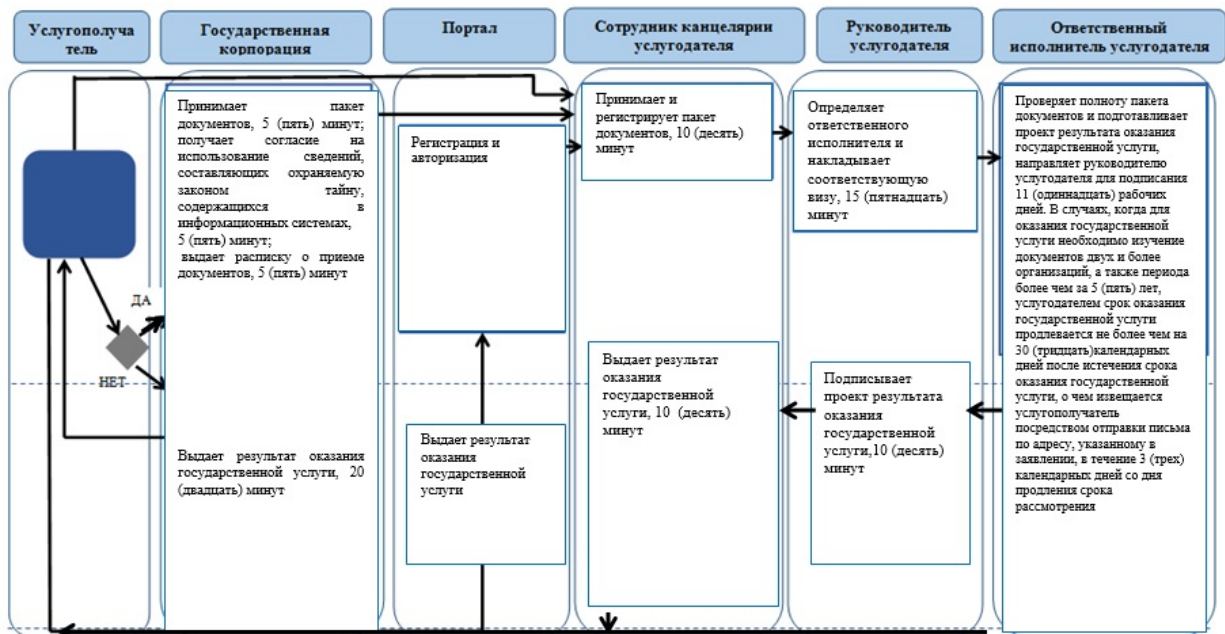 Услугополуча
тель
Государственная
корпорация
Портал
Сотрудник канцелярии
услугодателя
Руководитель
услугодателя
Ответственный
исполнитель услугодателя
Принимает пакет
документов, 5 (пять) минут;
получает согласие на
использование сведений,
составляющих охраняемую
законом тайну,
содержащихся в
информационных системах,
5 (пять) минут;
выдает расписку о приеме
документов, 5 (пять) минут
Регистрация и
авторизация
Принимает и
регистрирует пакет
документов, 10 (десять)
минут
Определяет
ответственного
исполнителя и
накладывает
соответствующую
визу, 15 (пятнадцать)
минут
Проверяет полноту пакета
документов и подготавливает
проект результата оказания
государственной услуги,
направляет руководителю
услугодателя для подписания
11 (одиннадцать) рабочих
дней. В случаях, когда для
оказания государственной
услуги необходимо изучение
документов двух и более
организаций, а также периода
более чем за 5 (пять) лет,
услугодателем срок оказания
государственной услуги
продлевается не более чем на
30 (тридцать)календарных
дней после истечения срока
оказания государственной
услуги, о чем извещается
услугополучатель
посредством отправки письма
по адресу, указанному в
заявлении, в течение 3 (трех)
календарных дней со дня
продления срока
рассмотрения
ДА
НЕТ
Выдает результат оказания
государственной услуги, 20
(двадцать) минут
Выдает результат
оказания
государственной
услуги
Выдает результат
оказания
государственной
услуги, 10 (десять)
минут
Подписывает
проект результата
оказания
государственной
услуги,10 (десять)
минут